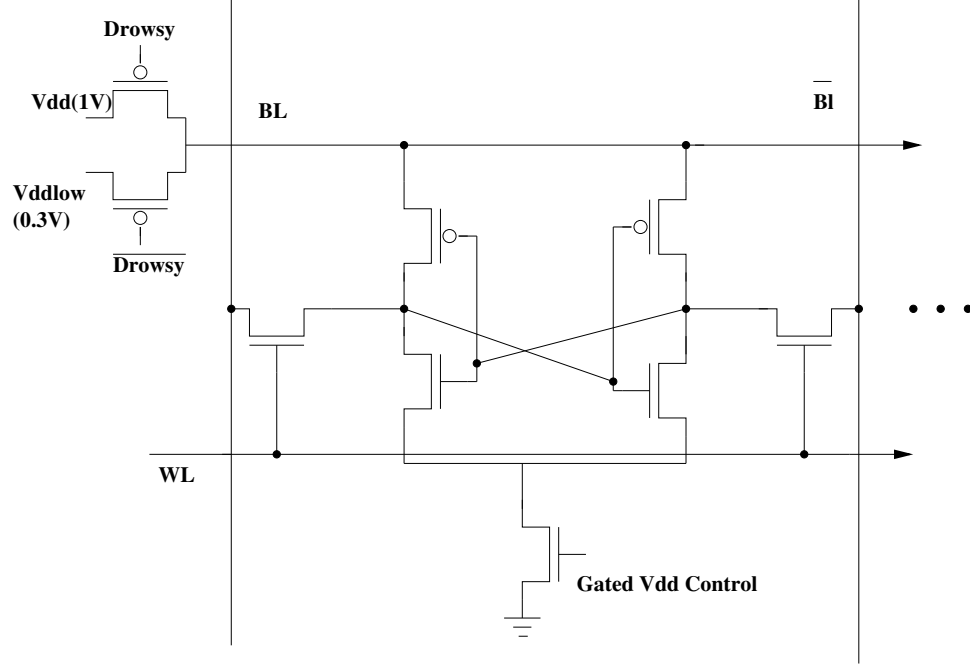 Drowsy
Vdd(1V)
BL
Bl
Vddlow
(0.3V)
Drowsy
WL
Gated Vdd Control